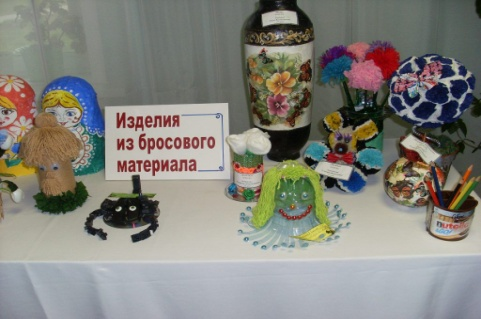 Изделия
из бросового
материала
nutella